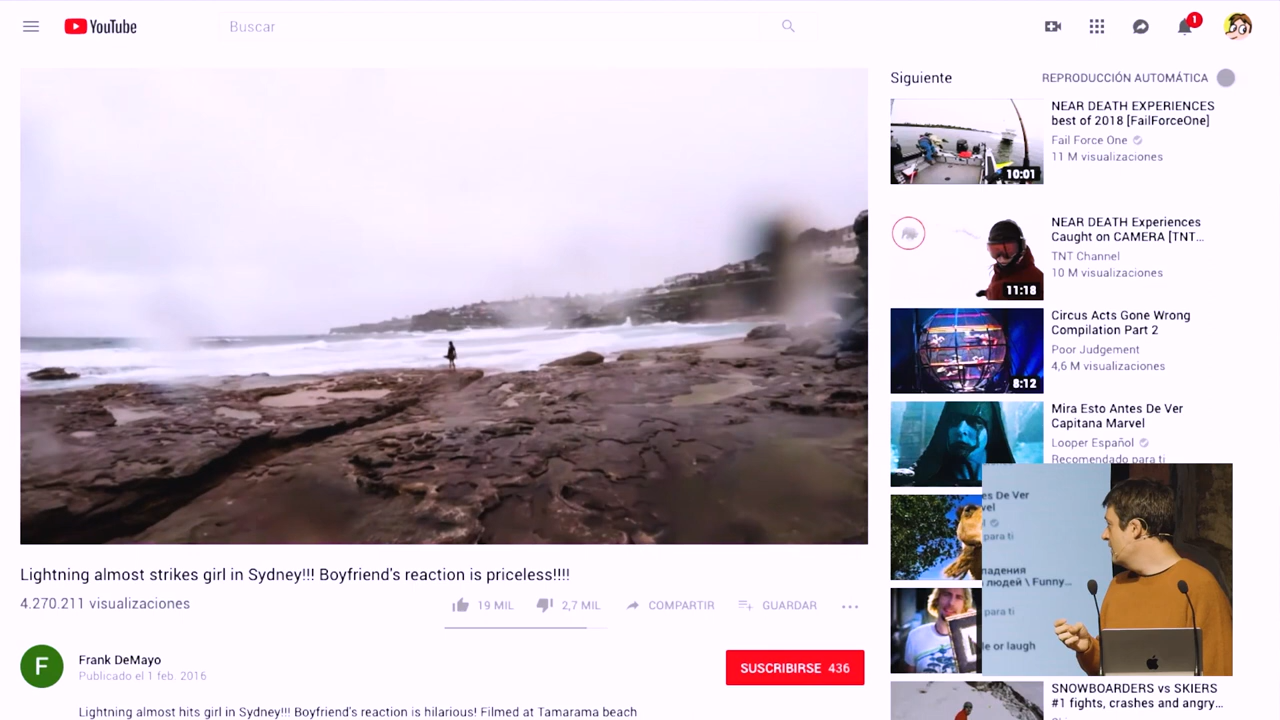 YouTube
Buscar
1
Siguiente
REPRODUCCIÓN AUTOMÁTICA
NEAR DEATH EXPERIENCES
best of 2018 [FailForceOne]
Fail Force One
11 M visualizaciones
10:01
NEAR DEATH Experiences
Caught on CAMERA [TNT...
TNT Channel
10 M visualizaciones
11:18
Circus Acts Gone Wrong
Compilation Part 2
Poor Judgement
4,6 M visualizaciones
8:12
Mira Esto Antes De Ver
Capitana Marvel
Looper Español
Recomendado para ti
es De Ver
vel
para ti
падения
людей \ Funny...
para ti
le or laugh
SNOWBOARDERS vs SKIERS
#1 fights, crashes and angry...
Lightning almost strikes girl in Sydney!!! Boyfriend's reaction is priceless!!!!
4.270.211 visualizaciones
19 MIL
2,7 MIL
COMPARTIR
GUARDAR
F
Frank DeMayo
Publicado el 1 feb. 2016
SUSCRIBIRSE 436
Lightning almost hits girl in Sydney!!! Boyfriend's reaction is hilarious! Filmed at Tamarama beach